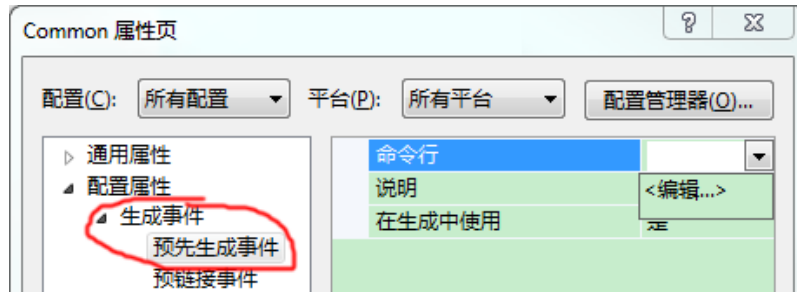 Common 属性页
配置(C): 所有配置 平台(P): 所有平台 配置管理器(O)...
通用属性 命令行
配置属性 说明 <编辑...>
生成事件 在生成中使用 是
预先生成事件
预链接事件